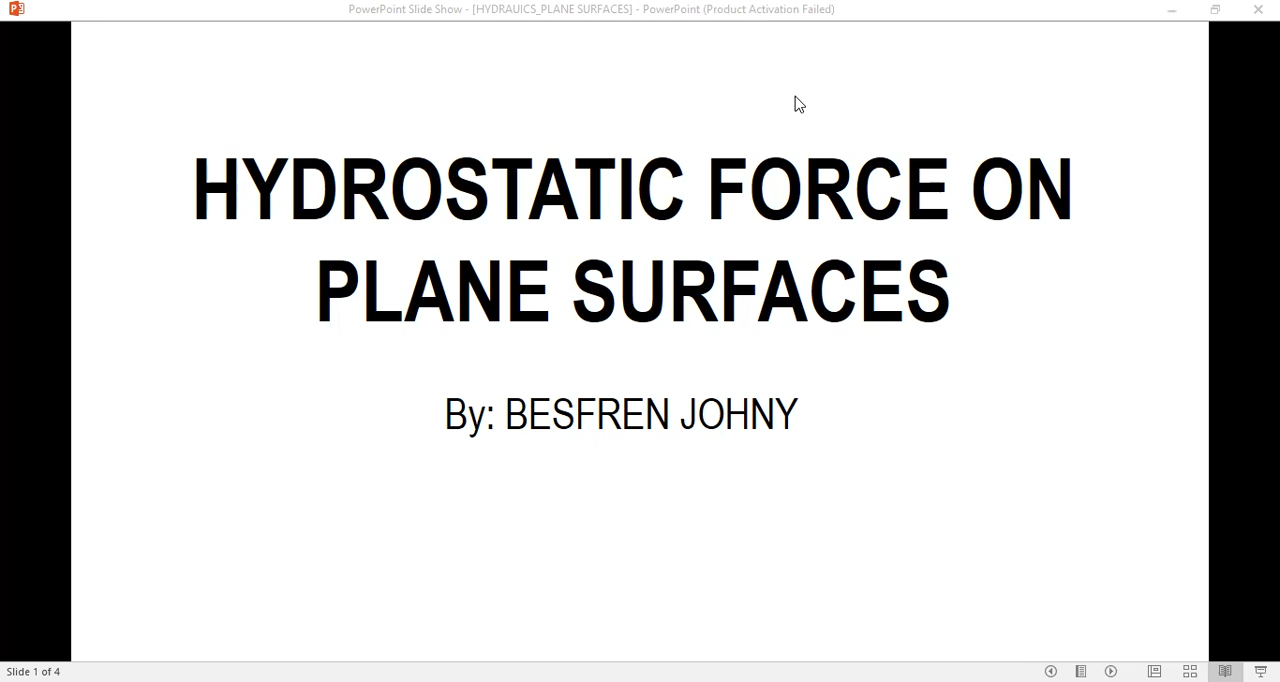 PowerPoint Slide Show - [HYDRAUICS_PLANE SURFACES] - PowerPoint (Product Activation Failed)
HYDROSTATIC FORCE ON
PLANE SURFACES
By: BESFREN JOHNY
Slide 1 of 4